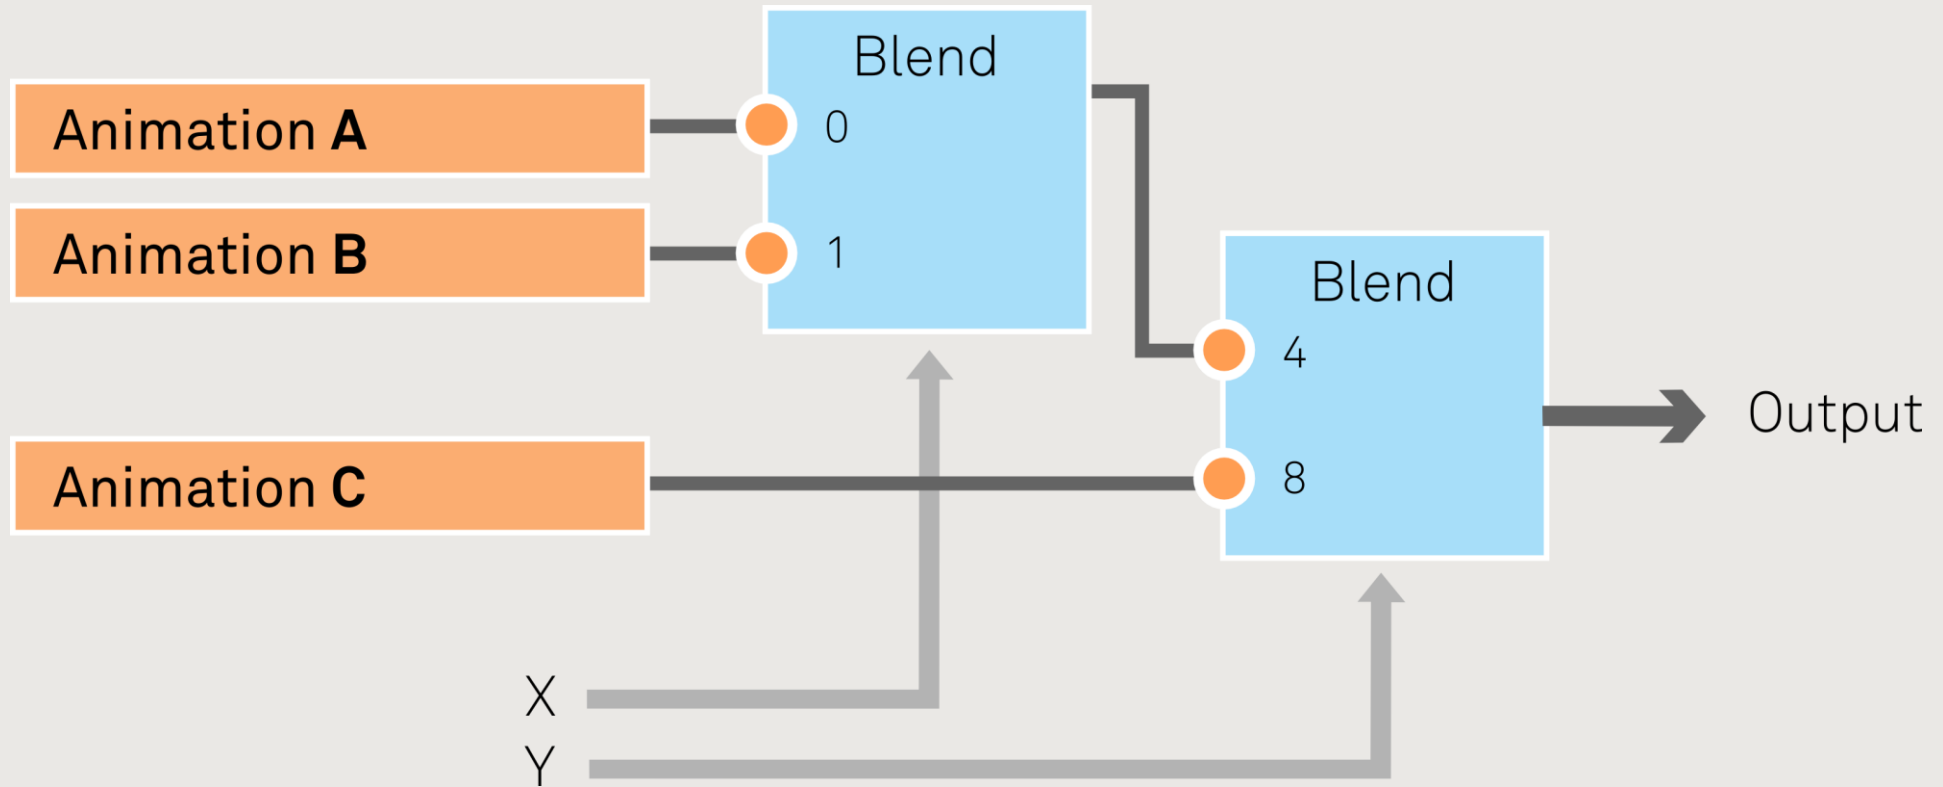 Blend
Animation A
0
Animation B
1
Blend
4
Output
Animation C
8
X
Y